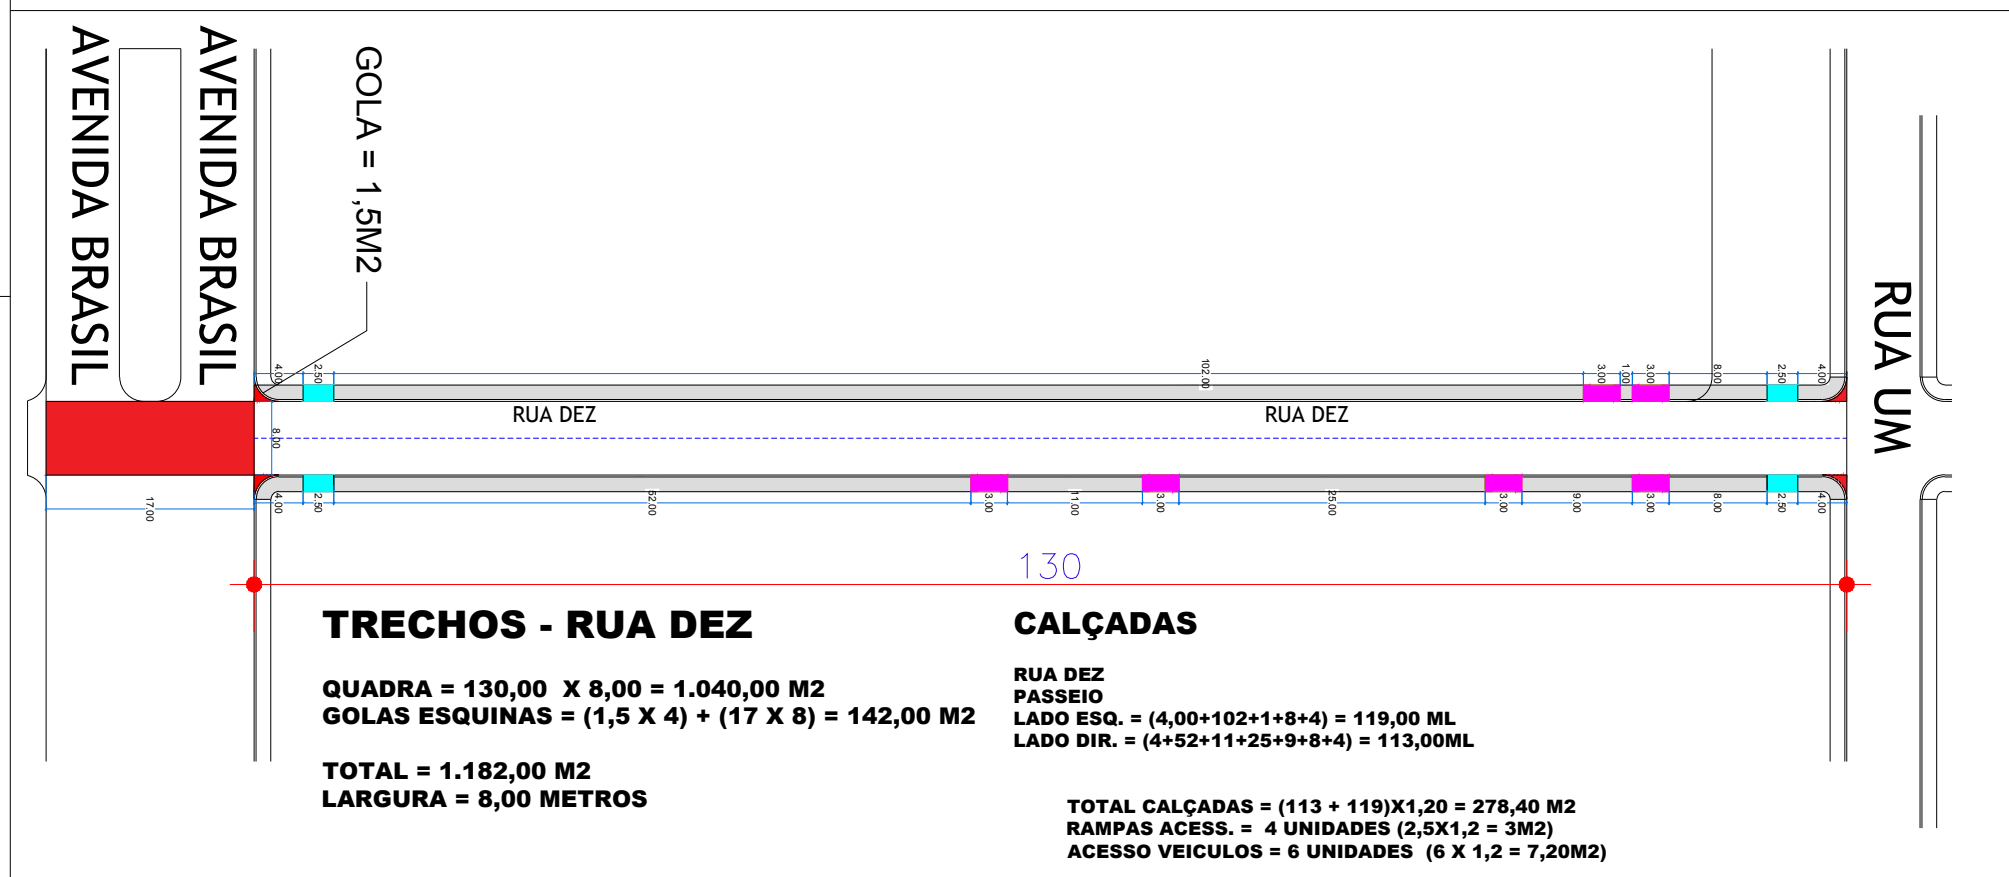 AVENIDA BRASIL
AVENIDA BRASIL
GOLA = 1,5M2
RUA UM
4.00
2.50
102.00
3.00
1.00
3.00
8.00
2.50
4.00
RUA DEZ
RUA DEZ
8.00
17.00
4.00
2.50
52.00
3.00
11.00
3.00
25.00
3.00
9.00
3.00
8.00
2.50
4.00
130
TRECHOS - RUA DEZ
QUADRA = 130,00 X 8,00 = 1.040,00 M2
GOLAS ESQUINAS = (1,5 X 4) + (17 X 8) = 142,00 M2
TOTAL = 1.182,00 M2
LARGURA = 8,00 METROS
CALÇADAS
RUA DEZ
PASSEIO
LADO ESQ. = (4,00+102+1+8+4) = 119,00 ML
LADO DIR. = (4+52+11+25+9+8+4) = 113,00ML
TOTAL CALÇADAS = (113 + 119)X1,20 = 278,40 M2
RAMPAS ACESS. = 4 UNIDADES (2,5X1,2 = 3M2)
ACESSO VEICULOS = 6 UNIDADES (6 X 1,2 = 7,20M2)